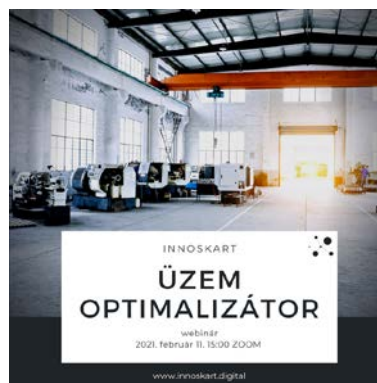 INNOSKART
ÜZEM
OPTIMALIZÁTOR
webinár
2021. február 11. 15:00 ZOOM
www.innoskart.digital